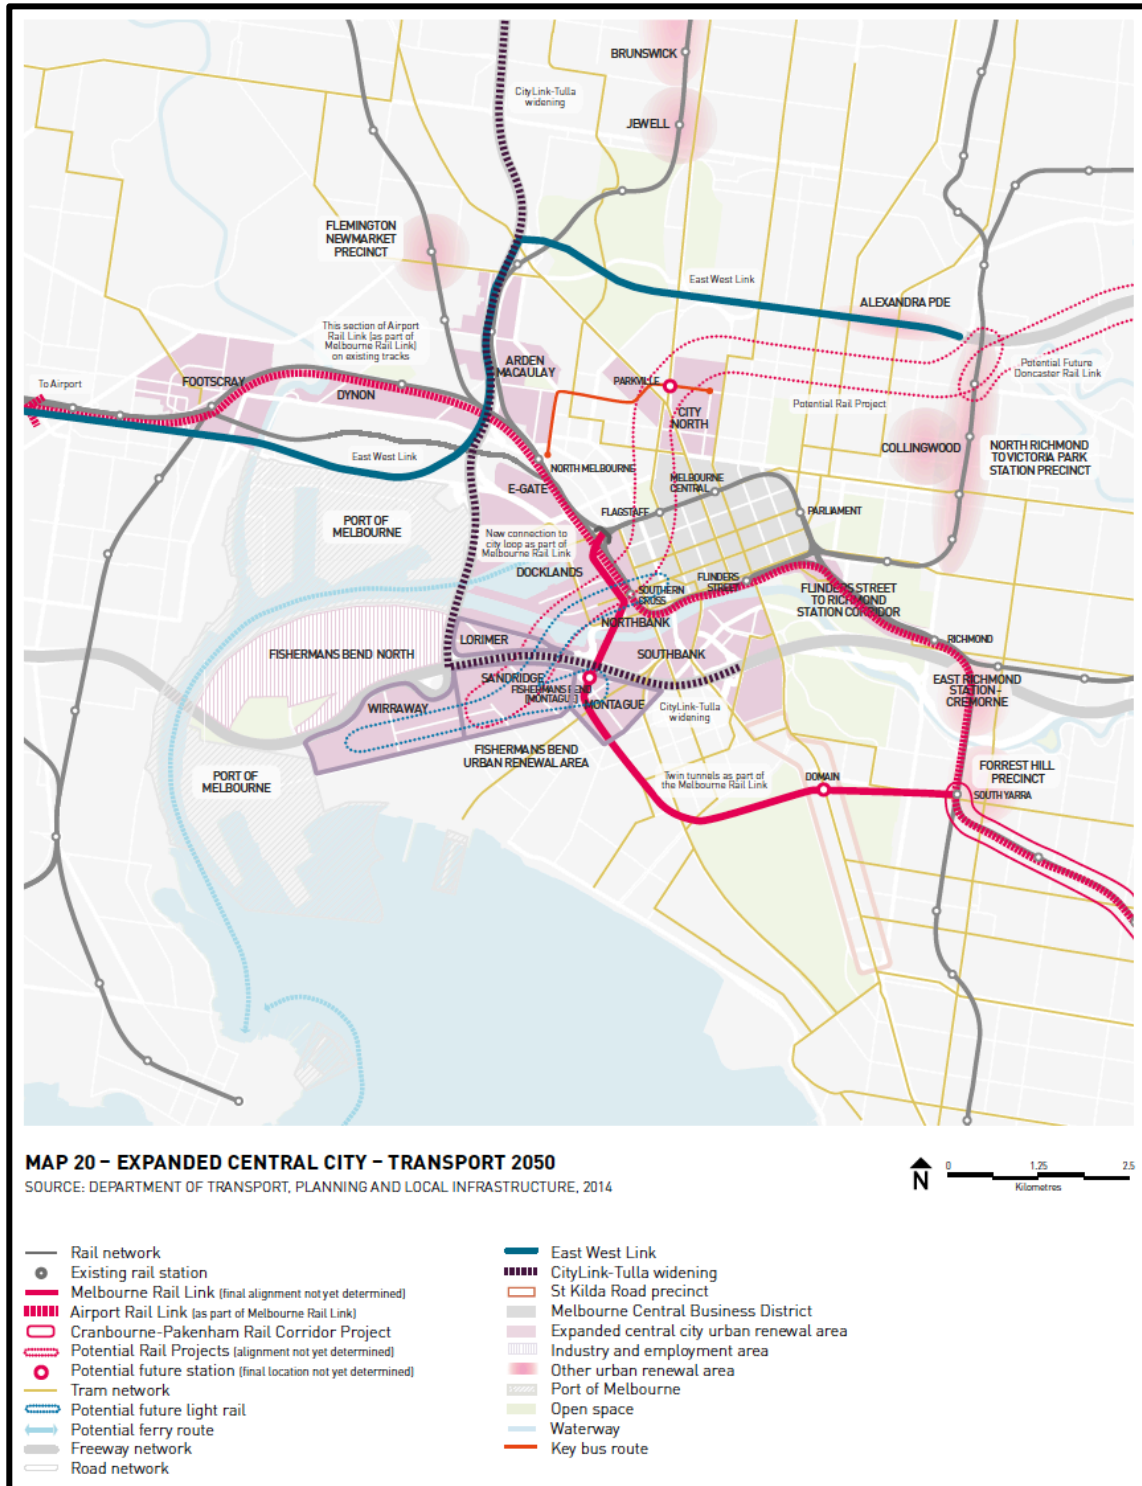 BRUNSWICK
CityLink-Tulla
widening
JEWELL
FLEMINGTON
NEWMARKET
PRECINCT
East West Link
ALEXANDRA PDE
This section of Airport
Rail Link (as part of
Melbourne Rail Link)
on existing tracks
ARDEN
MACAULAY
Potential Future
Doncaster Rail Link
To Airport
FOOTSCRAY
DYNON
PARKVILLE
CITY
NORTH
Potential Rail Project
COLLINGWOOD
NORTH RICHMOND
TO VICTORIA PARK
STATION PRECINCT
East West Link
NORTH MELBOURNE
E-GATE
MELBOURNE
CENTRAL
PORT OF
MELBOURNE
FLAGSTAFF
PARLIAMENT
New connection to
city loop as part of
Melbourne Rail Link
DOCKLANDS
SOUTHERN
CROSS
FLINDERS
STREET
FLINDERS STREET
TO RICHMOND
STATION CORRIDOR
NORTHBANK
LORIMER
RICHMOND
FISHERMANS BEND NORTH
SOUTHBANK
SANDRIDGE
FISHERMANS BEND
(MONTAGUE)
EAST RICHMOND
STATION -
CREMORNE
WIRRAWAY
MONTAGUE
CityLink-Tulla
widening
FISHERMANS BEND
URBAN RENEWAL AREA
PORT OF
MELBOURNE
Twin tunnels as part of
the Melbourne Rail Link
DOMAIN
FORREST HILL
PRECINCT
SOUTH YARRA
MAP 20 – EXPANDED CENTRAL CITY – TRANSPORT 2050
SOURCE: DEPARTMENT OF TRANSPORT, PLANNING AND LOCAL INFRASTRUCTURE, 2014
N
0 1.25 2.5
Kilometres
Rail network
Existing rail station
Melbourne Rail Link (final alignment not yet determined)
Airport Rail Link (as part of Melbourne Rail Link)
Cranbourne-Pakenham Rail Corridor Project
Potential Rail Projects (alignment not yet determined)
Potential future station (final location not yet determined)
Tram network
Potential future light rail
Potential ferry route
Freeway network
Road network
East West Link
CityLink-Tulla widening
St Kilda Road precinct
Melbourne Central Business District
Expanded central city urban renewal area
Industry and employment area
Other urban renewal area
Port of Melbourne
Open space
Waterway
Key bus route